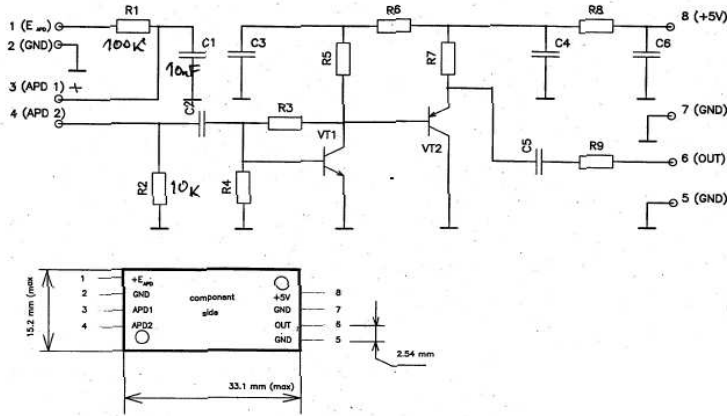 R1
R6
R8
1 (E APD)
8 (+5V)
100K
2 (GND)
C1
C3
R5
R7
C4
C6
10nF
3 (APD 1) +
C2
4 (APD 2)
R3
7 (GND)
VT1
VT2
C5
R9
6 (OUT)
R2
10K
R4
5 (GND)
1
+E APD
2
GND
component
+5V
8
3
APD1
side
GND
7
4
APD2
OUT
6
GND
5
15.2 mm (max
2.54 mm
33.1 mm (max)